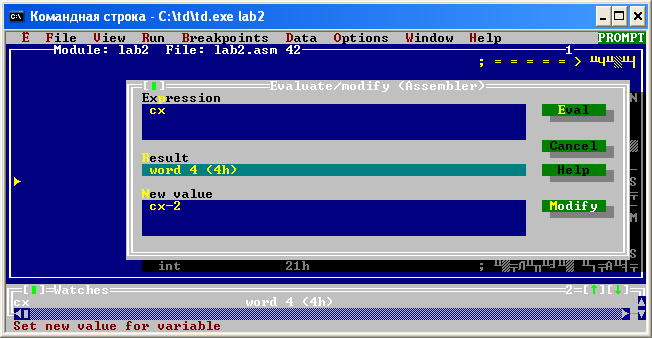 Командная строка - C:\td\td.exe lab2
Ë File View Run Breakpoints Data Options Window Help PROMPT
Module: lab2 File: lab2.asm 42 1
; = = = = = >
Evaluate/modify (Assembler)
Expression
cx
Eval
Cancel
Result
word 4 (4h)
Help
New value
cx-2
Modify
int 21h ;
Watches 2
cx word 4 (4h)
Set new value for variable